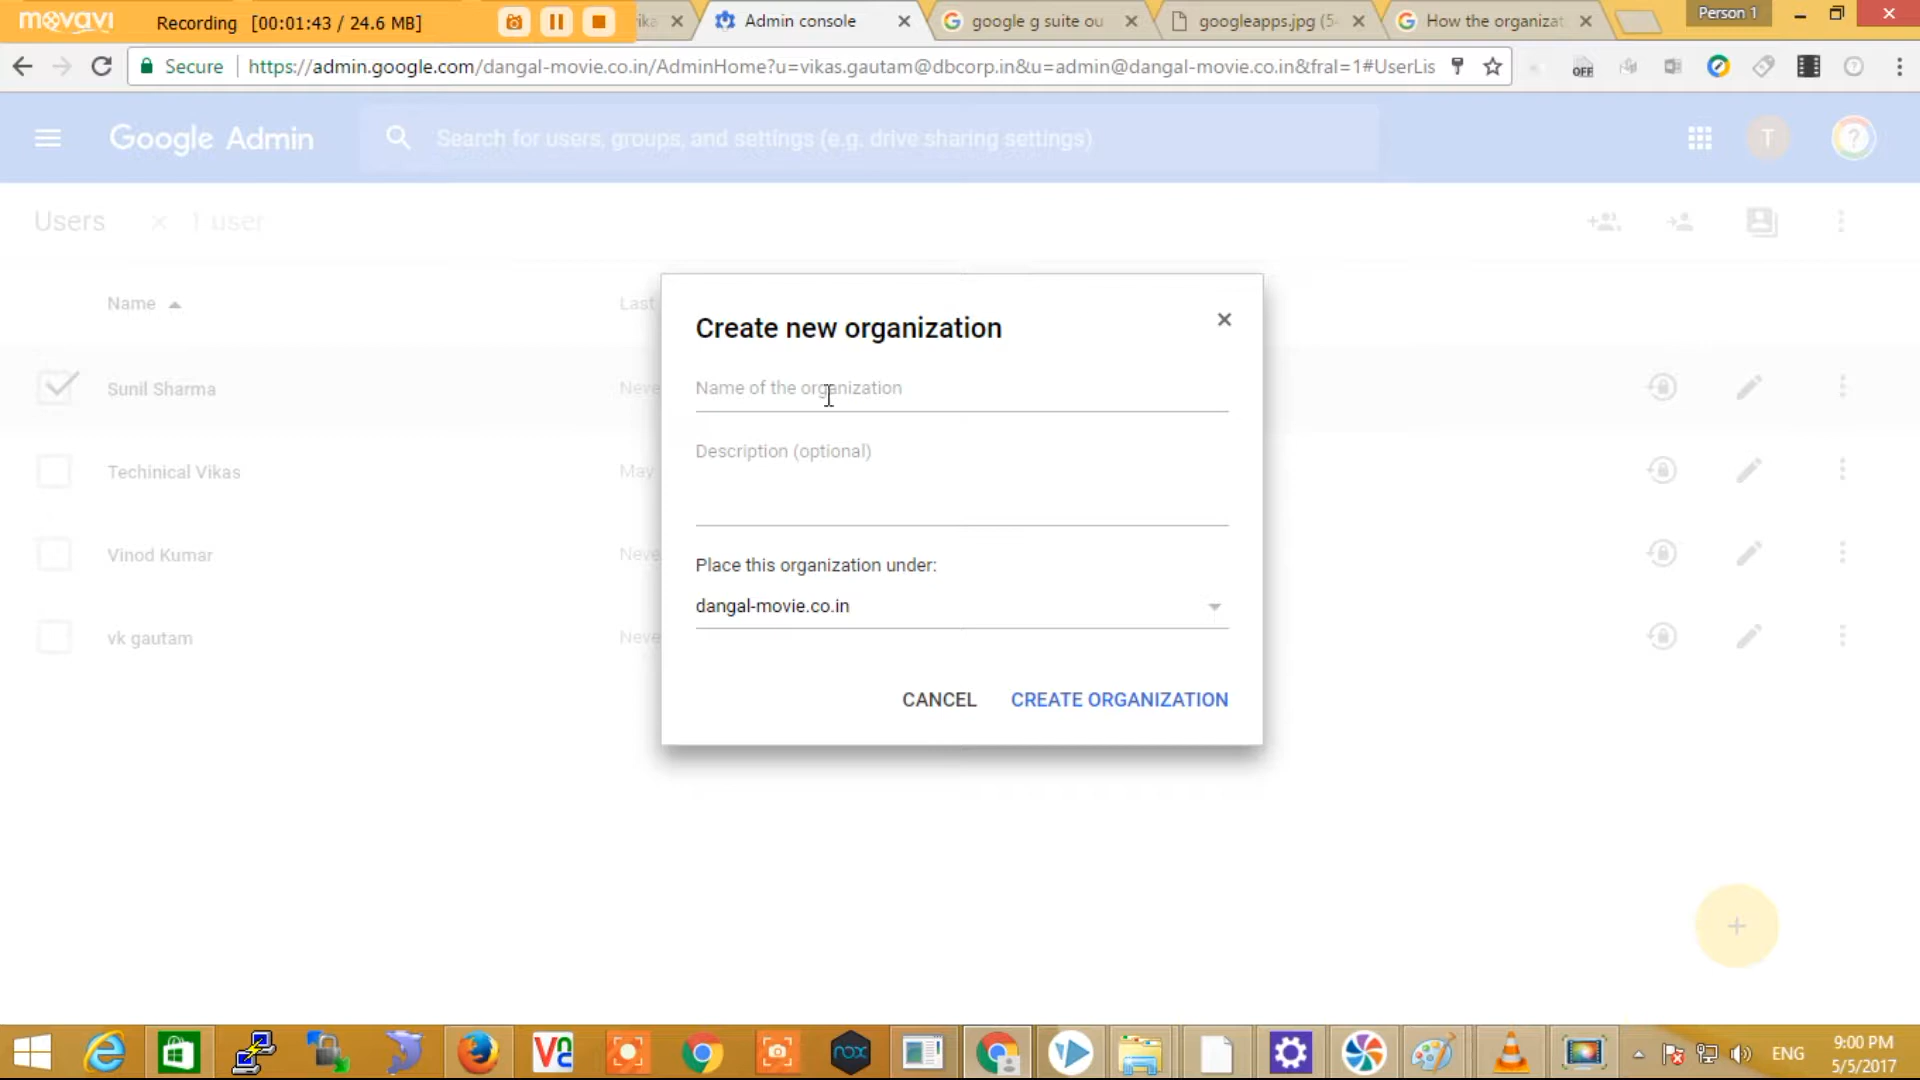 movavi Recording [00:01:43 / 24.6 MB]
ika Admin console google g suite ou googleapps.jpg (5- How the organizat Person 1
Secure https://admin.google.com/dangal-movie.co.in/AdminHome?u=vikas.gautam@dbcorp.in&u=admin@dangal-movie.co.in&fral=1#UserLis
OFF
Google Admin Search for users, groups, and settings (e.g. drive sharing settings) T ?
Users 1 user
Name Last
Create new organization
Name of the organization
Sunil Sharma Neve
Description (optional)
Techinical Vikas May
Vinod Kumar Neve
Place this organization under:
dangal-movie.co.in
vk gautam Neve
CANCEL CREATE ORGANIZATION
nox
ENG
9:00 PM
5/5/2017